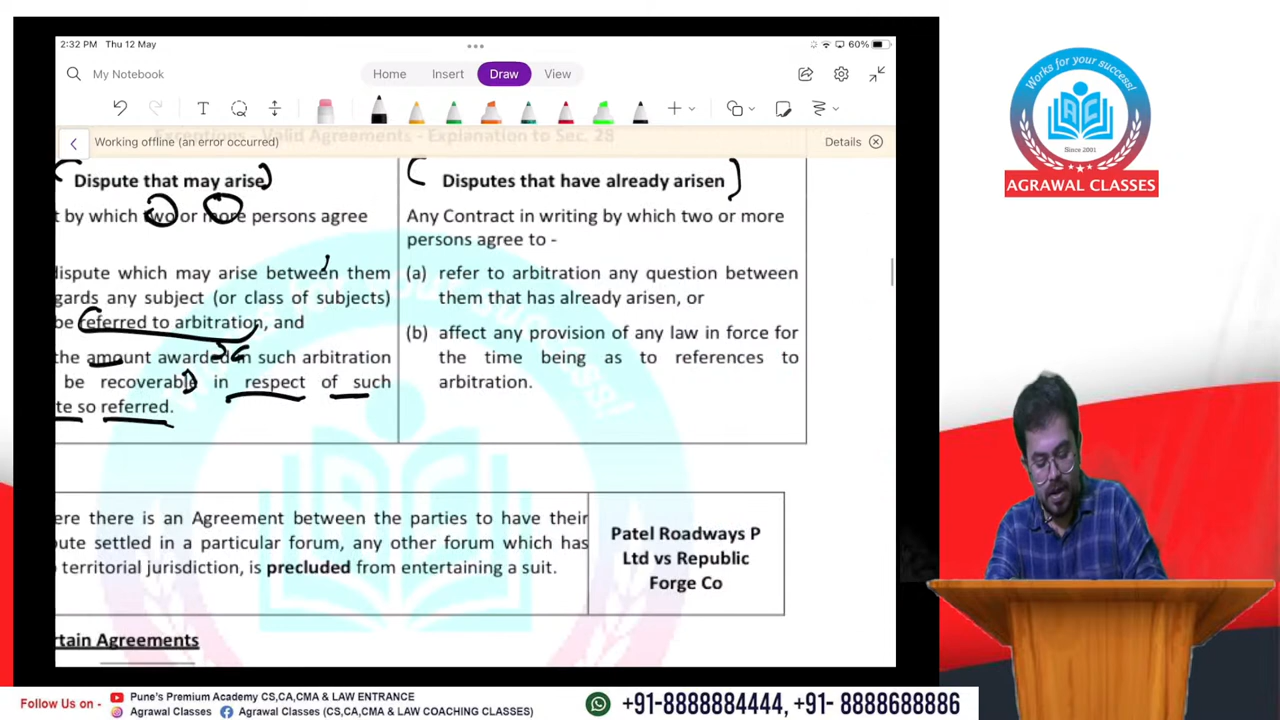 2:32 PM Thu 12 May
60%
My Notebook
Home
Insert
Draw
View
Exceptions - Valid Agreements - Explanation to Sec. 28
Working offline (an error occurred)
Details
Dispute that may arise
t by which two or more persons agree
dispute which may arise between them
gards any subject (or class of subjects)
be referred to arbitration, and
the amount awarded in such arbitration
be recoverable in respect of such
te so referred.
Disputes that have already arisen
Any Contract in writing by which two or more
persons agree to -
(a) refer to arbitration any question between
them that has already arisen, or
(b) affect any provision of any law in force for
the time being as to references to
arbitration.
ere there is an Agreement between the parties to have their
ute settled in a particular forum, any other forum which has
territorial jurisdiction, is precluded from entertaining a suit.
Patel Roadways P
Ltd vs Republic
Forge Co
rtain Agreements
Works for your success!
AC
Since 2001
AGRAWAL CLASSES
Follow Us on -
Pune's Premium Academy CS,CA,CMA & LAW ENTRANCE
Agrawal Classes
Agrawal Classes (CS,CA,CMA & LAW COACHING CLASSES)
+91-8888884444, +91- 8888688886